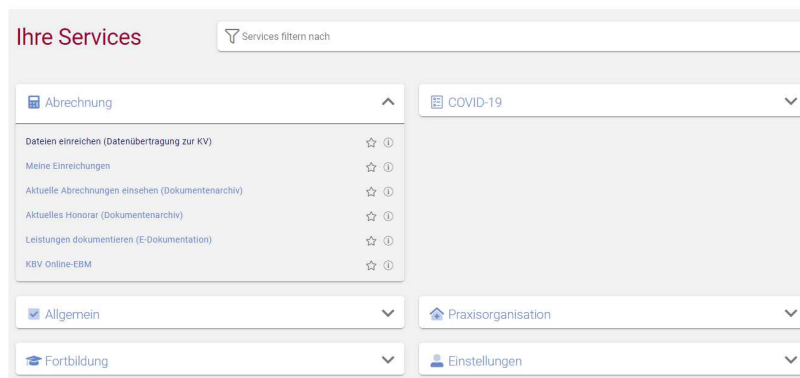 Ihre Services
Services filtern nach
Abrechnung
Dateien einreichen (Datenübertragung zur KV)
Meine Einreichungen
Aktuelle Abrechnungen einsehen (Dokumentenarchiv)
Aktuelles Honorar (Dokumentenarchiv)
Leistungen dokumentieren (E-Dokumentation)
KBV Online-EBM
COVID-19
Allgemein
Praxisorganisation
Fortbildung
Einstellungen